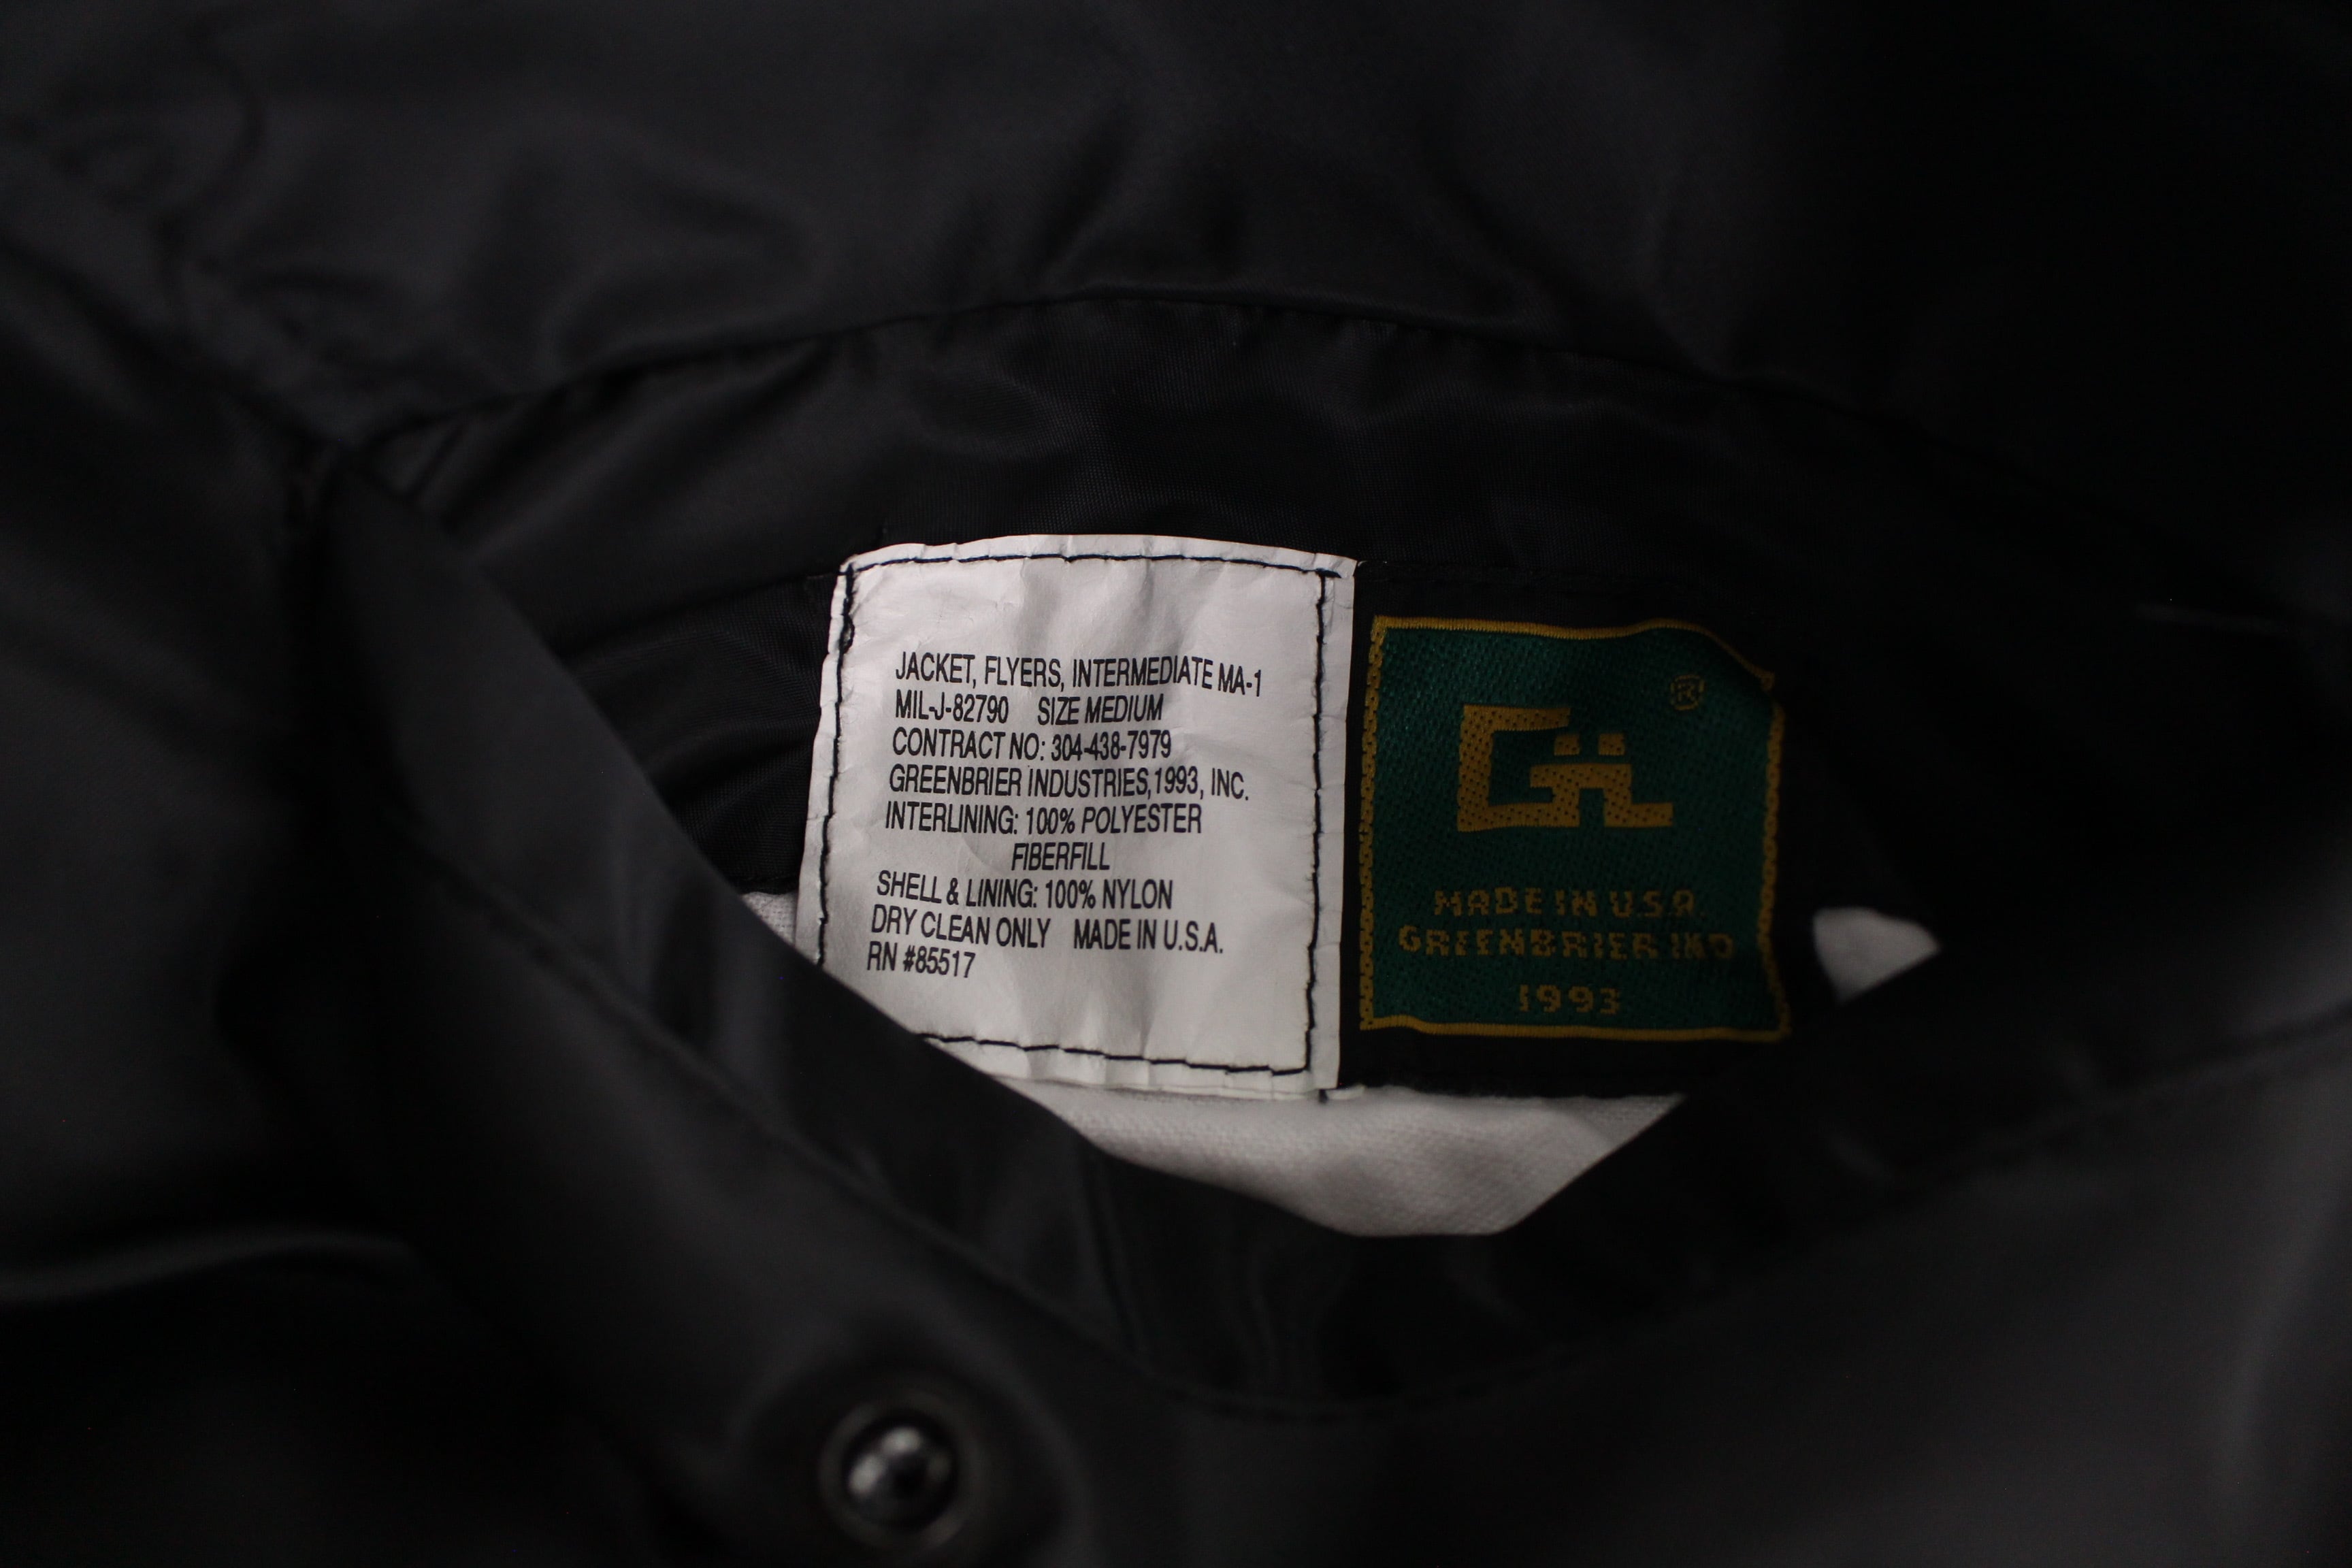 JACKET, FLYERS, INTERMEDIATE MA-1
MIL-J-82790 SIZE MEDIUM
CONTRACT NO: 304-438-7979
GREENBRIER INDUSTRIES,1993, INC.
INTERLINING: 100% POLYESTER
FIBERFILL
SHELL & LINING: 100% NYLON
DRY CLEAN ONLY MADE IN U.S.A.
RN #85517
®
GII
MADE IN U.S.A.
GREENBRIER IND
1993